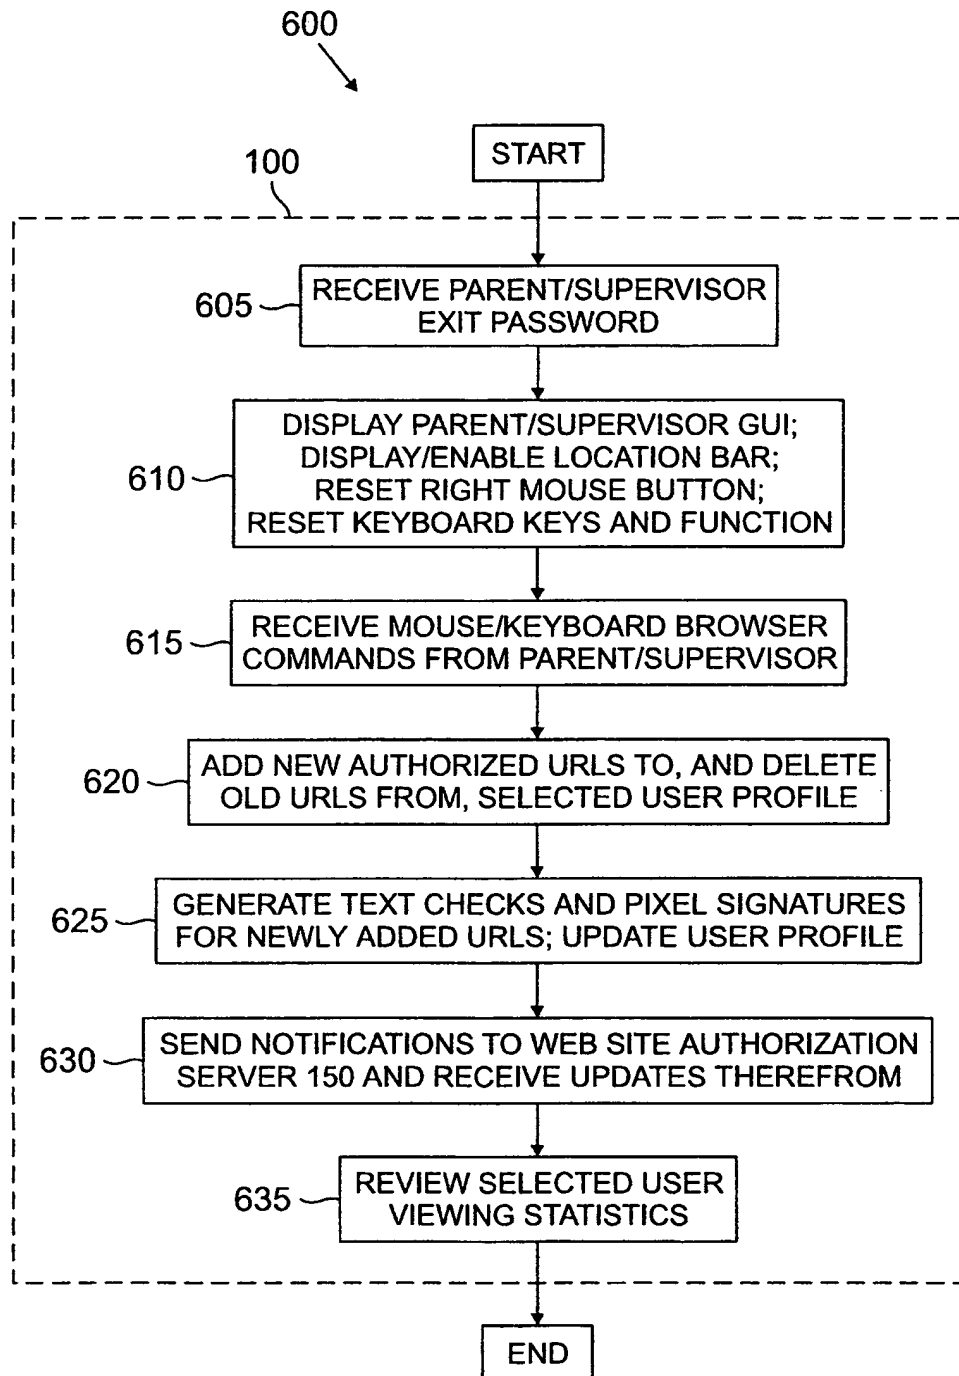 600
START
100
605
RECEIVE PARENT/SUPERVISOR
EXIT PASSWORD
610
DISPLAY PARENT/SUPERVISOR GUI;
DISPLAY/ENABLE LOCATION BAR;
RESET RIGHT MOUSE BUTTON;
RESET KEYBOARD KEYS AND FUNCTION
615
RECEIVE MOUSE/KEYBOARD BROWSER
COMMANDS FROM PARENT/SUPERVISOR
620
ADD NEW AUTHORIZED URLS TO, AND DELETE
OLD URLS FROM, SELECTED USER PROFILE
625
GENERATE TEXT CHECKS AND PIXEL SIGNATURES
FOR NEWLY ADDED URLS; UPDATE USER PROFILE
630
SEND NOTIFICATIONS TO WEB SITE AUTHORIZATION
SERVER 150 AND RECEIVE UPDATES THEREFROM
635
REVIEW SELECTED USER
VIEWING STATISTICS
END